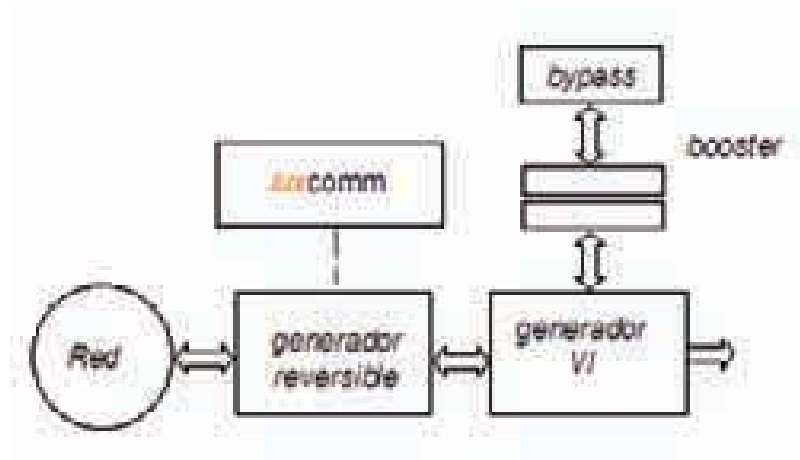 bypass
booster
comm
Red
generador
reversible
generador
VI